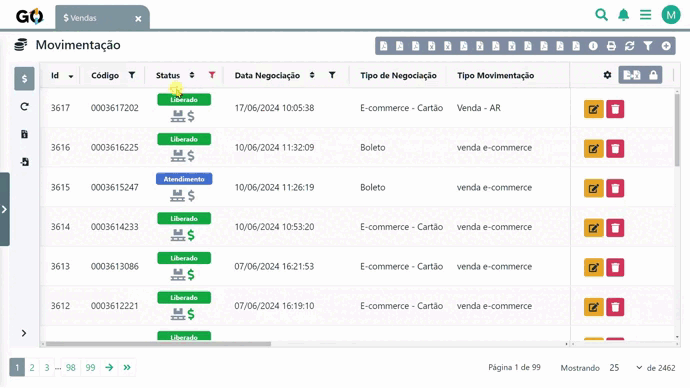 GO
$ Vendas ×
M
Movimentação
Id Código Status Data Negociação Tipo de Negociação Tipo Movimentação
3617 0003617202 Liberado 17/06/2024 10:05:38 E-commerce - Cartão Venda - AR
3616 0003616225 Liberado 10/06/2024 11:32:09 Boleto venda e-commerce
3615 0003615247 Atendimento 10/06/2024 11:26:19 Boleto venda e-commerce
3614 0003614233 Liberado 10/06/2024 10:53:20 E-commerce - Cartão venda e-commerce
3613 0003613086 Liberado 07/06/2024 16:21:53 E-commerce - Cartão venda e-commerce
3612 0003612221 Liberado 07/06/2024 16:19:10 E-commerce - Cartão venda e-commerce
Liberado
1 2 3 ... 98 99 Página 1 de 99 Mostrando 25 de 2462